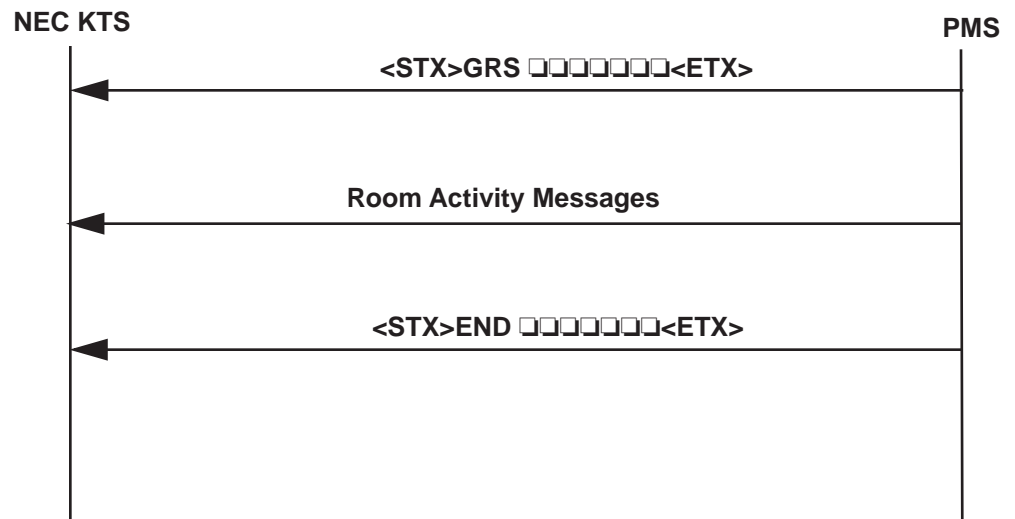 NEC KTS
PMS
<STX>GRS ❏❏❏❏❏❏❏<ETX>
Room Activity Messages
<STX>END ❏❏❏❏❏❏❏<ETX>